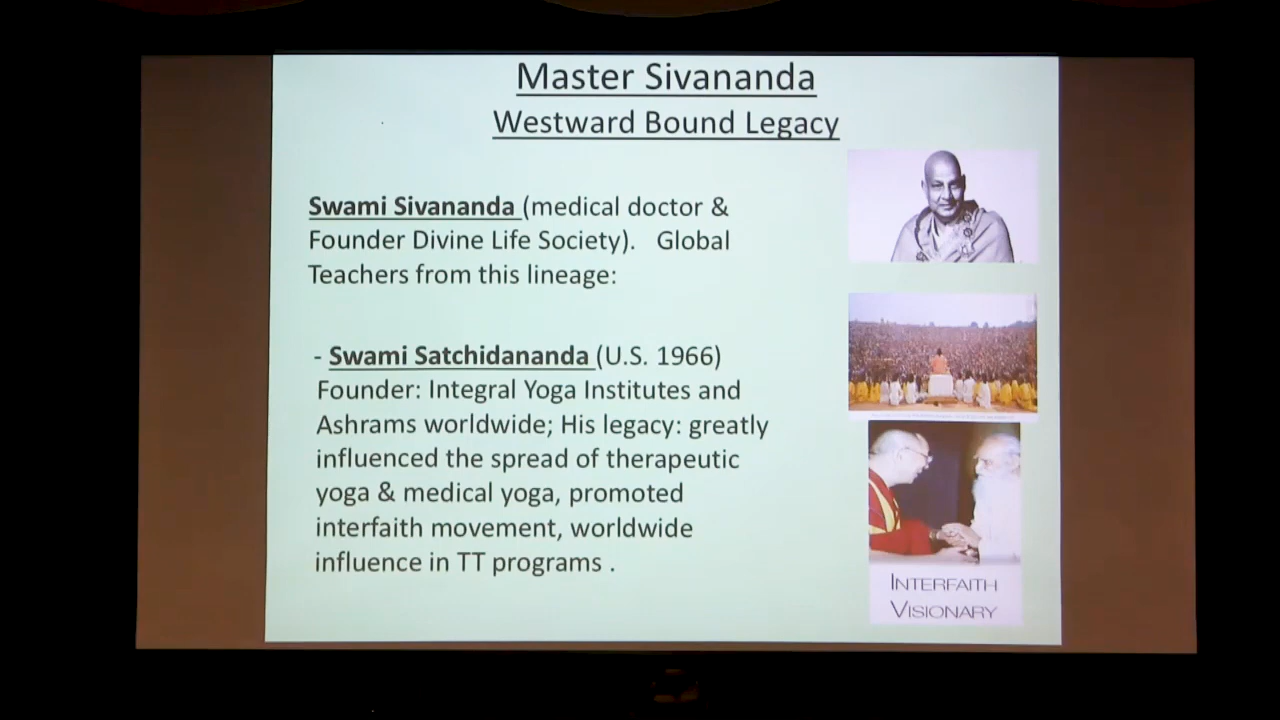 Master Sivananda
Westward Bound Legacy
Swami Sivananda (medical doctor &
Founder Divine Life Society). Global
Teachers from this lineage:
- Swami Satchidananda (U.S. 1966)
Founder: Integral Yoga Institutes and
Ashrams worldwide; His legacy: greatly
influenced the spread of therapeutic
yoga & medical yoga, promoted
interfaith movement, worldwide
influence in TT programs .
INTERFAITH
VISIONARY